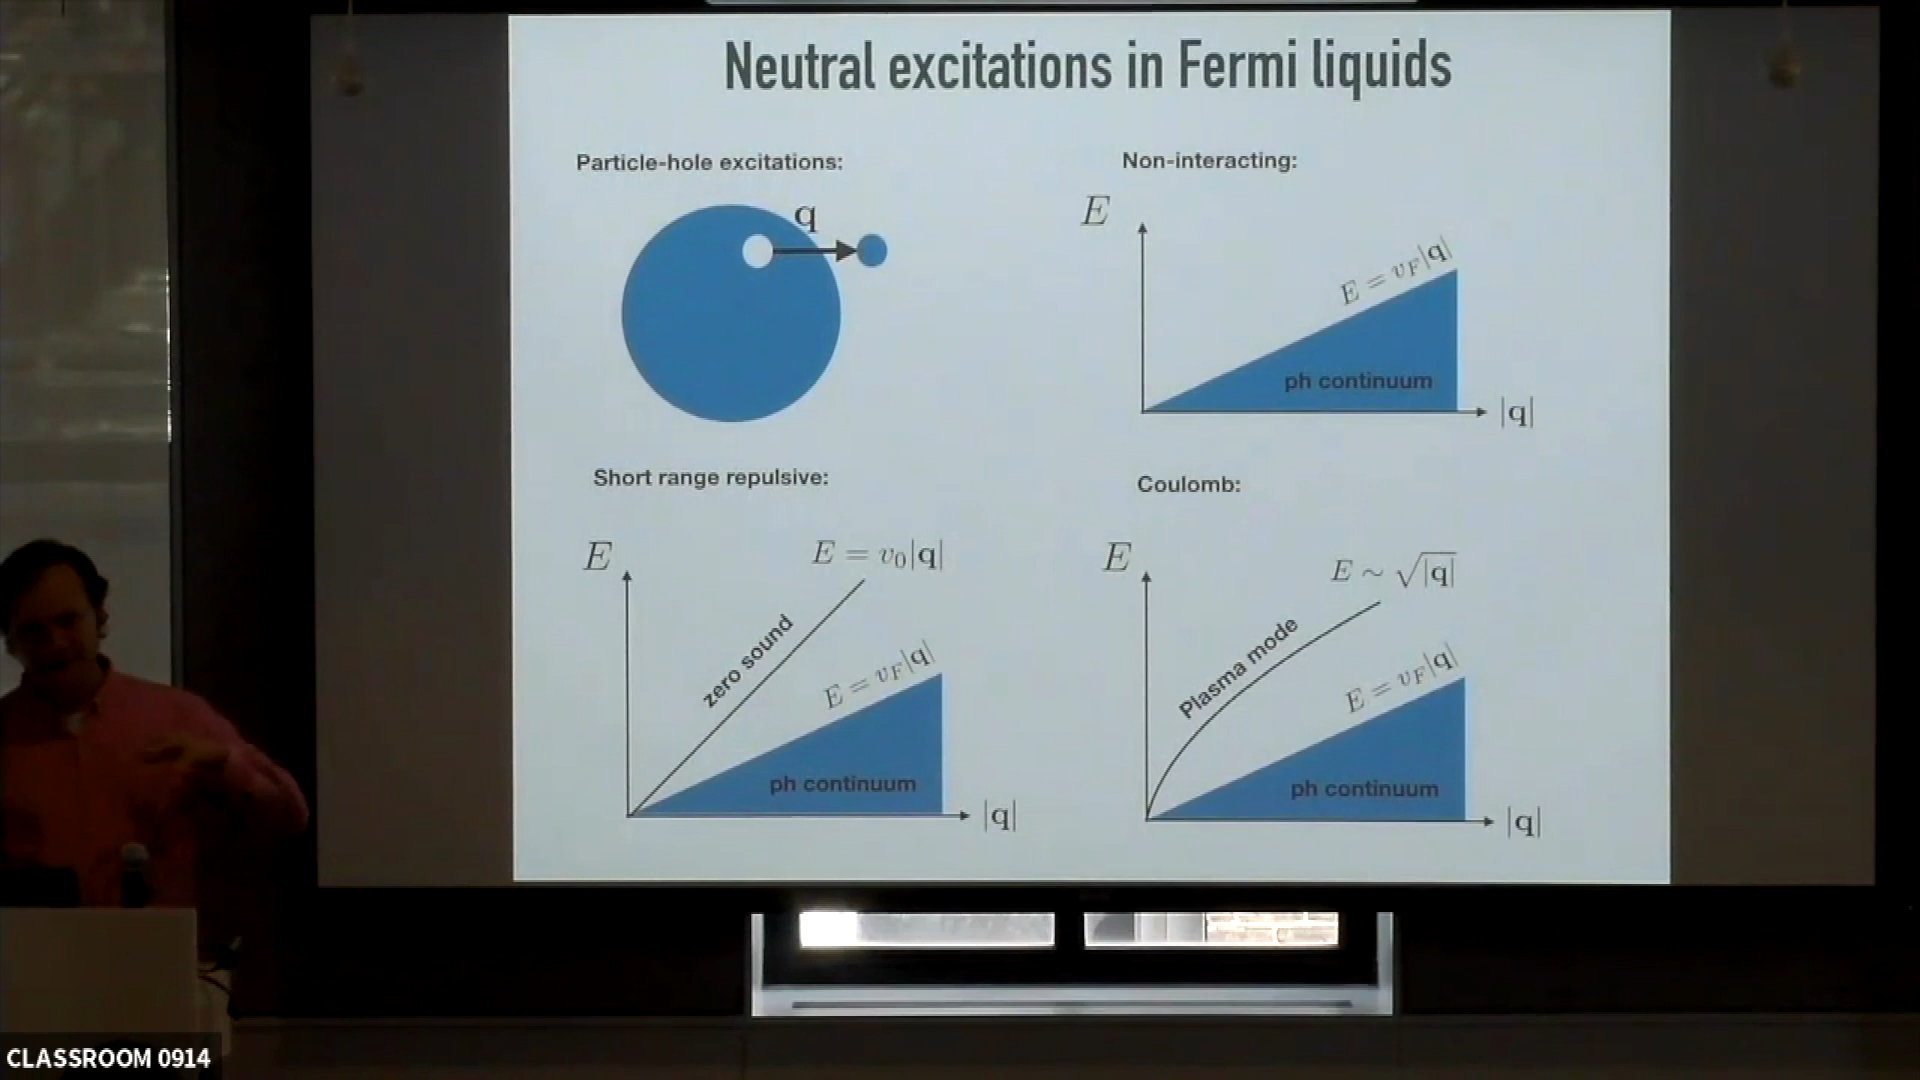 Neutral excitations in Fermi liquids
Particle-hole excitations:
q
Non-interacting:
E
E = v_F|q|
ph continuum
|q|
Short range repulsive:
E
E = v_0|q|
zero sound
E = v_F|q|
ph continuum
|q|
Coulomb:
E
E ~ √|q|
Plasma mode
E = v_F|q|
ph continuum
|q|
CLASSROOM 0914